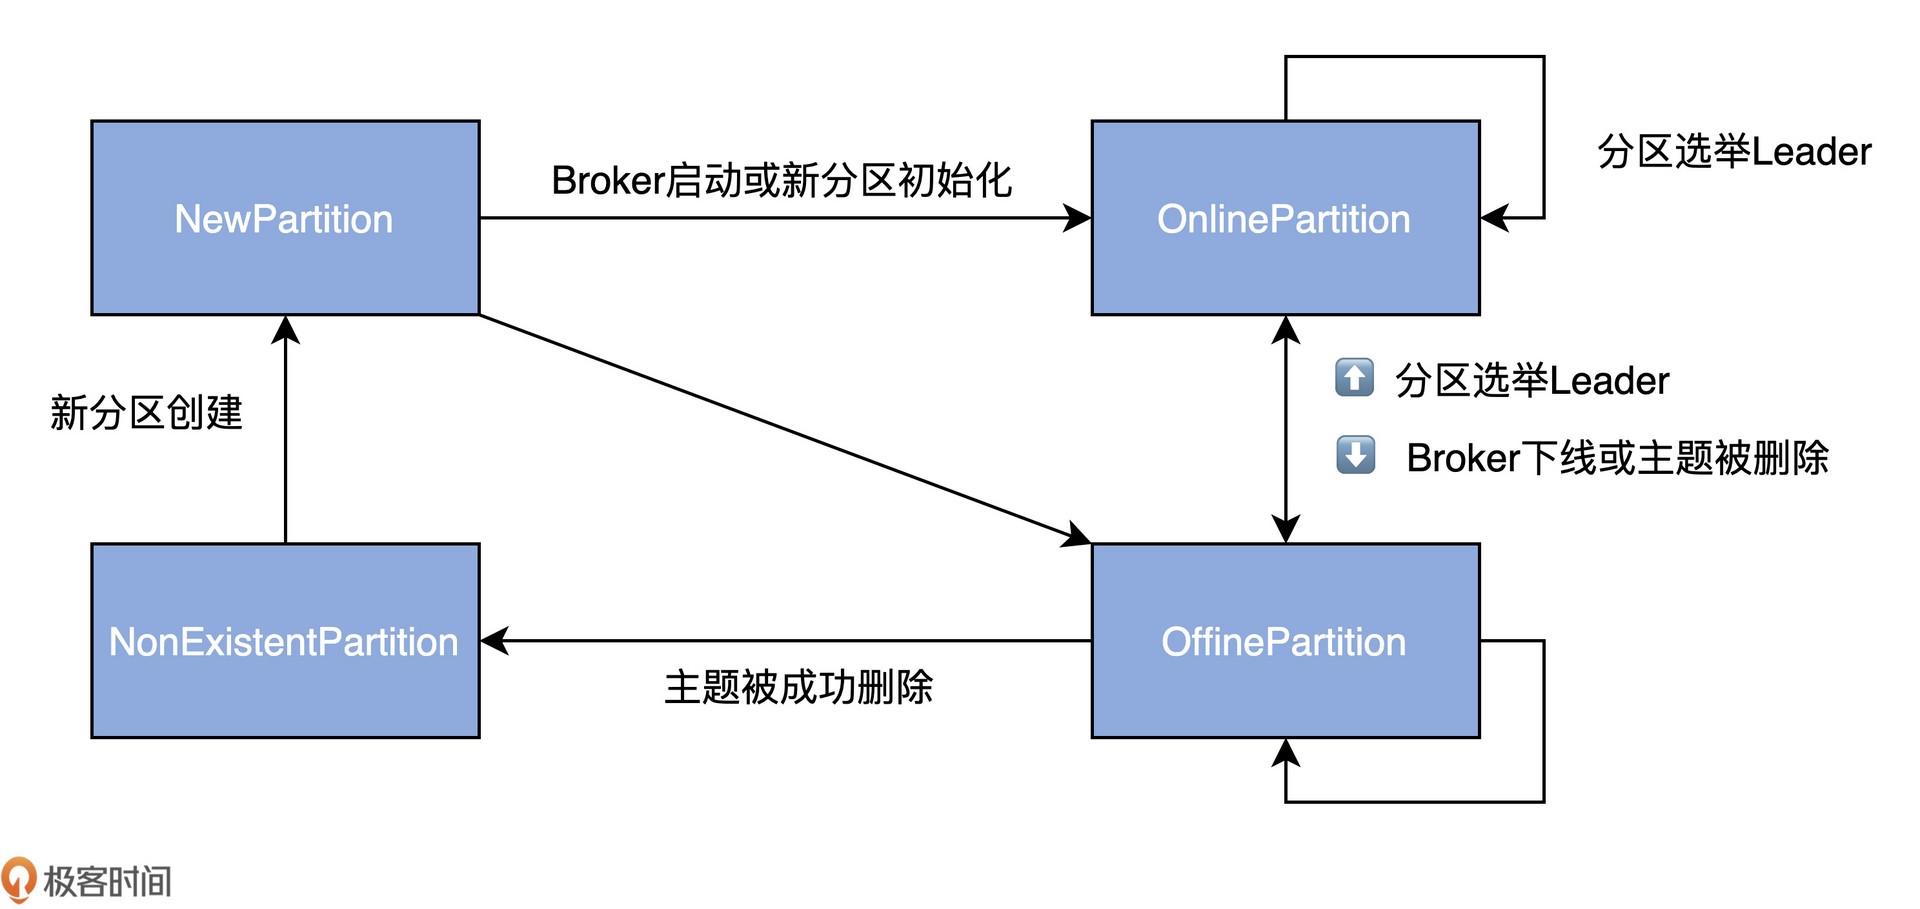 分区选举Leader
Broker启动或新分区初始化
NewPartition
OnlinePartition
分区选举Leader
新分区创建
Broker下线或主题被删除
NonExistentPartition
OffinePartition
主题被成功删除
极客时间